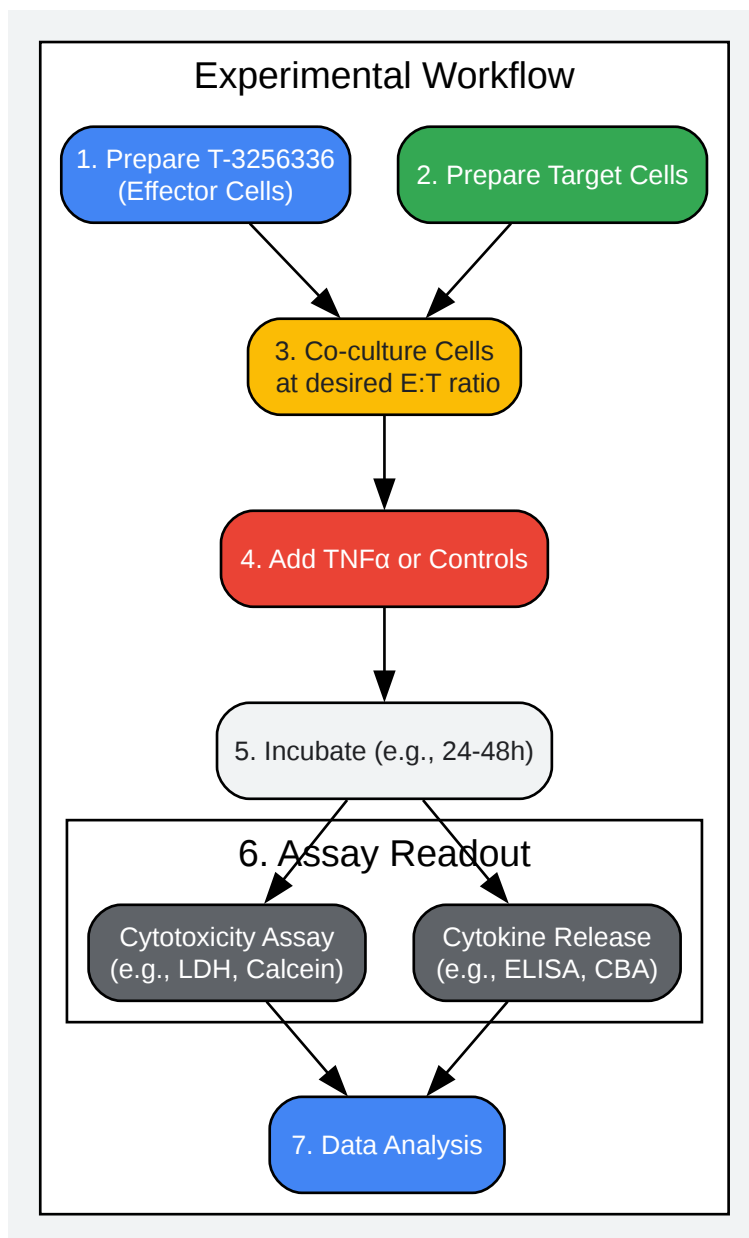 Experimental Workflow
1. Prepare T-3256336
(Effector Cells)
2. Prepare Target Cells
3. Co-culture Cells
at desired E:T ratio
4. Add TNFα or Controls
5. Incubate (e.g., 24-48h)
6. Assay Readout
Cytotoxicity Assay
(e.g., LDH, Calcein)
Cytokine Release
(e.g., ELISA, CBA)
7. Data Analysis